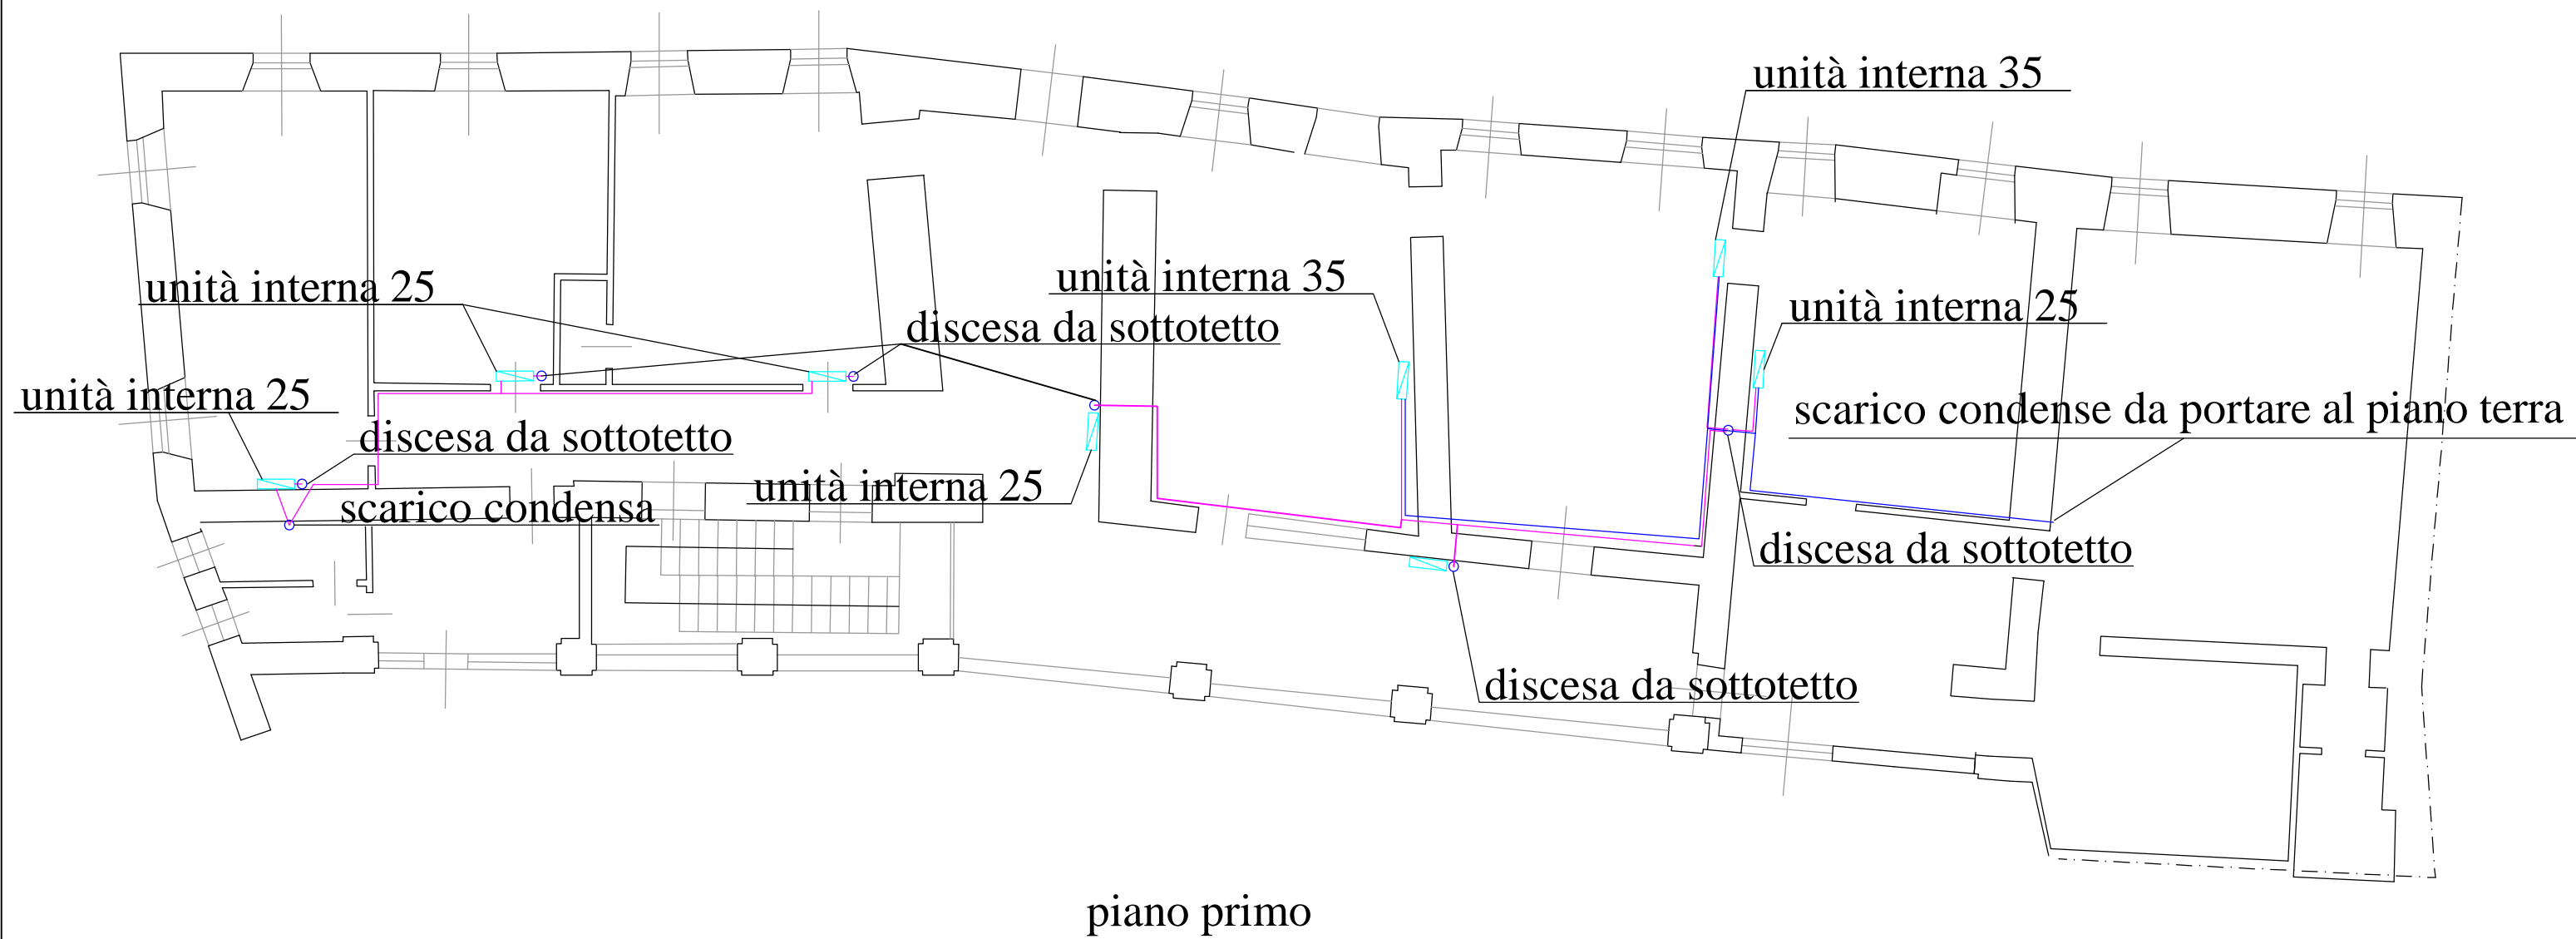 unità interna 35
unità interna 25
unità interna 35
unità interna 25
discesa da sottotetto
unità interna 25
scarico condense da portare al piano terra
discesa da sottotetto
unità interna 25
scarico condensa
discesa da sottotetto
discesa da sottotetto
piano primo